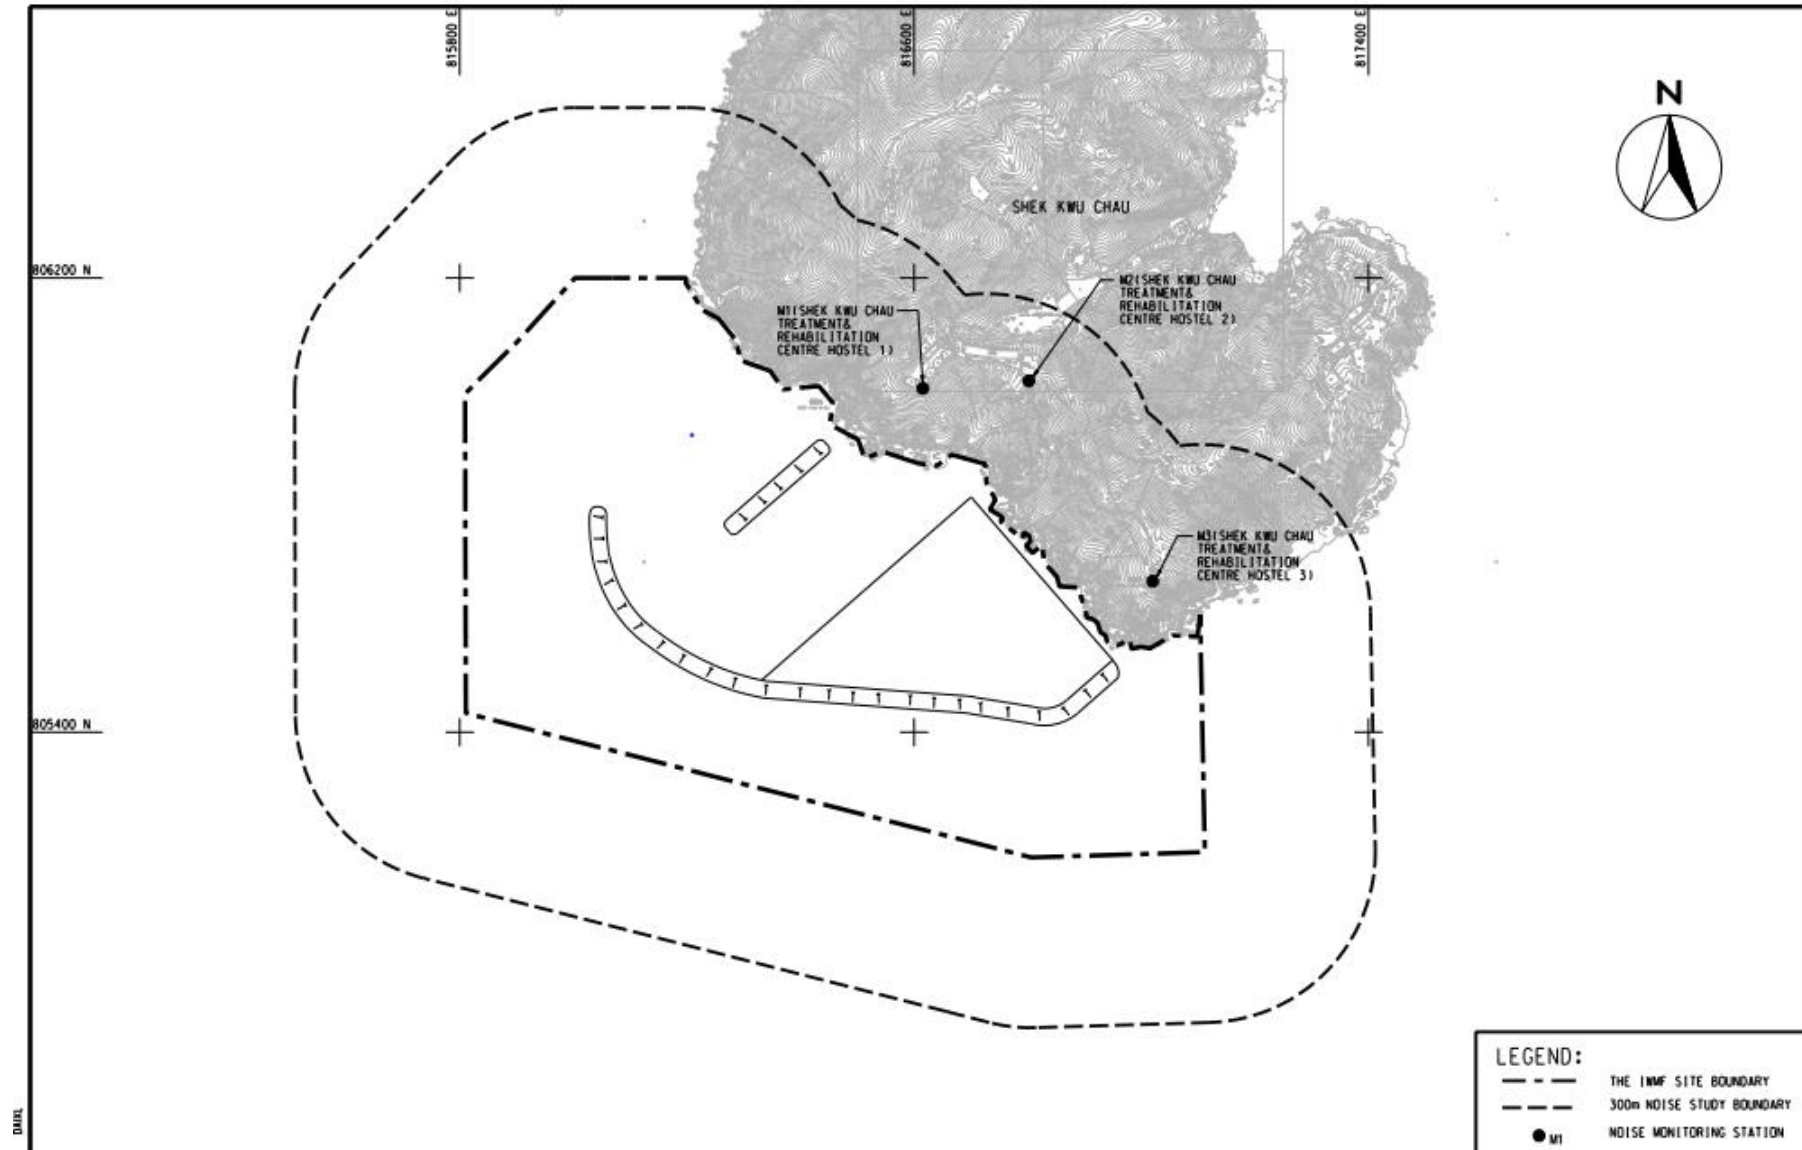 815800 E
816600 E
817400 E
N
SHEK KWU CHAU
806200 N
M1(SHEK KWU CHAU
TREATMENT&
REHABILITATION
CENTRE HOSTEL 1)
M2(SHEK KWU CHAU
TREATMENT&
REHABILITATION
CENTRE HOSTEL 2)
M3(SHEK KWU CHAU
TREATMENT&
REHABILITATION
CENTRE HOSTEL 3)
805400 N
LEGEND:
THE IWMF SITE BOUNDARY
300m NOISE STUDY BOUNDARY
M1 NOISE MONITORING STATION